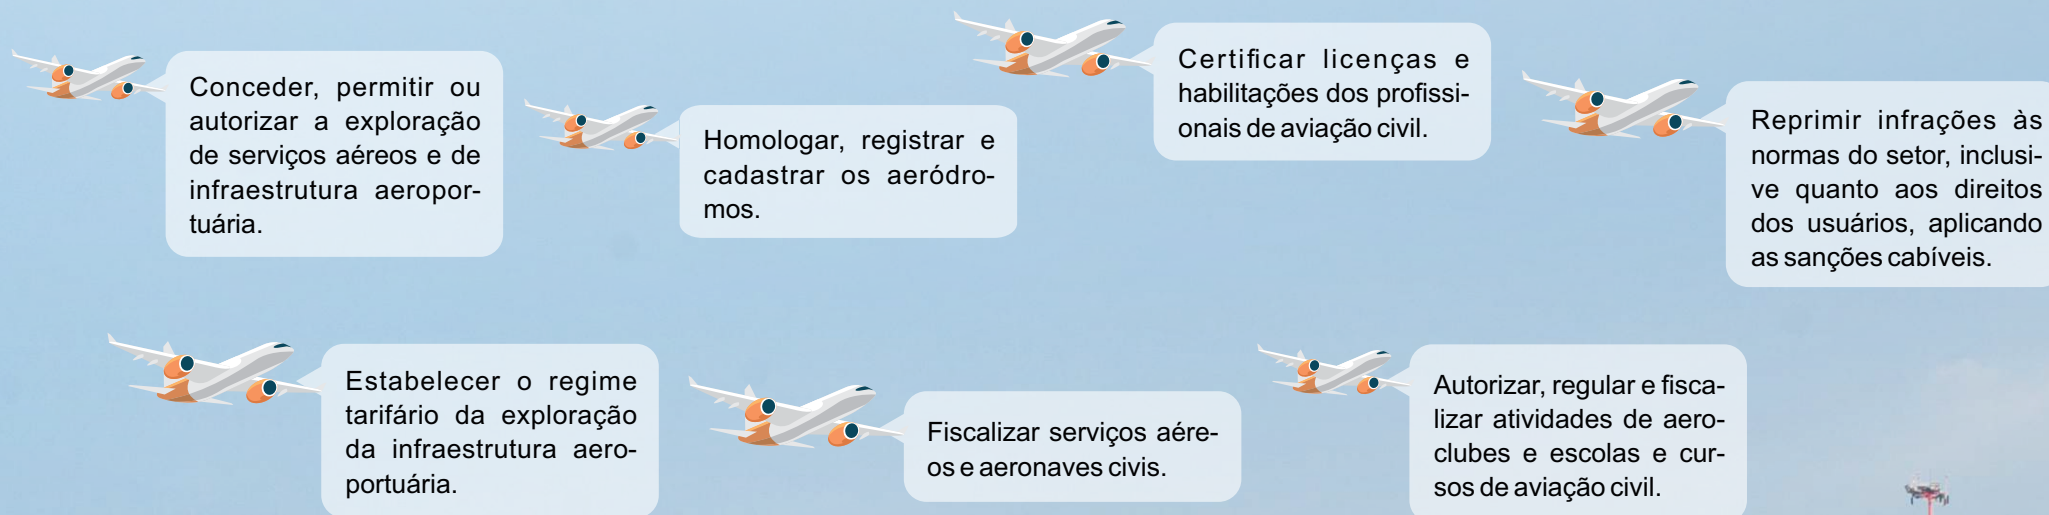 Conceder, permitir ou
autorizar a exploração
de serviços aéreos e de
infraestrutura aeropor-
tuária.
Homologar, registrar e
cadastrar os aeródro-
mos.
Certificar licenças e
habilitações dos profissi-
onais de aviação civil.
Reprimir infrações às
normas do setor, inclusi-
ve quanto aos direitos
dos usuários, aplicando
as sanções cabíveis.
Estabelecer o regime
tarifário da exploração
da infraestrutura aero-
portuária.
Fiscalizar serviços aére-
os e aeronaves civis.
Autorizar, regular e fisca-
lizar atividades de aero-
clubes e escolas e cur-
sos de aviação civil.